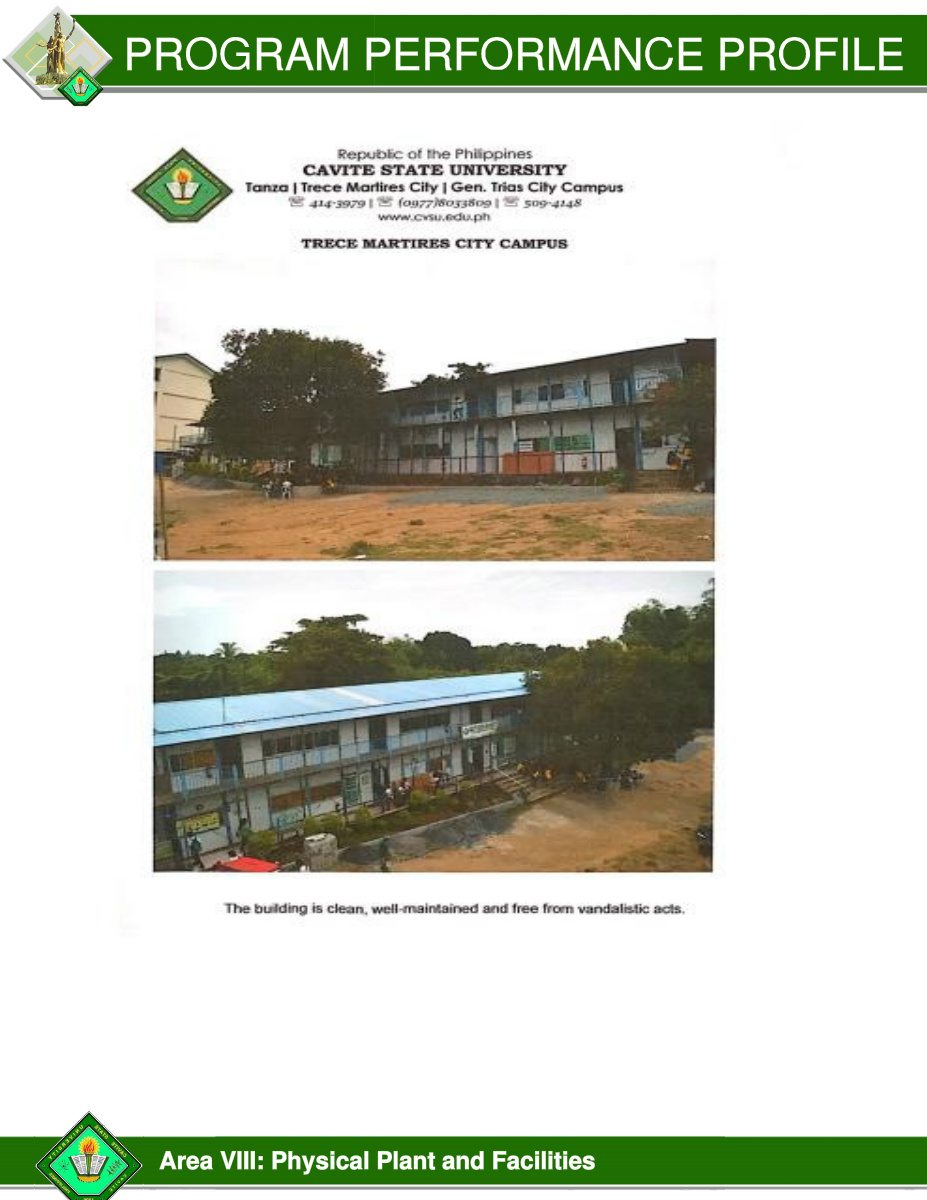 PROGRAM PERFORMANCE PROFILE
Republic of the Philippines
CAVITE STATE UNIVERSITY
Tanza | Trece Martires City | Gen. Trias City Campus
☏ 414-3979 | ☏ (0977)8033809 | ☏ 509-4148
www.cvsu.edu.ph
TRECE MARTIRES CITY CAMPUS
The building is clean, well-maintained and free from vandalistic acts.
Area VIII: Physical Plant and Facilities